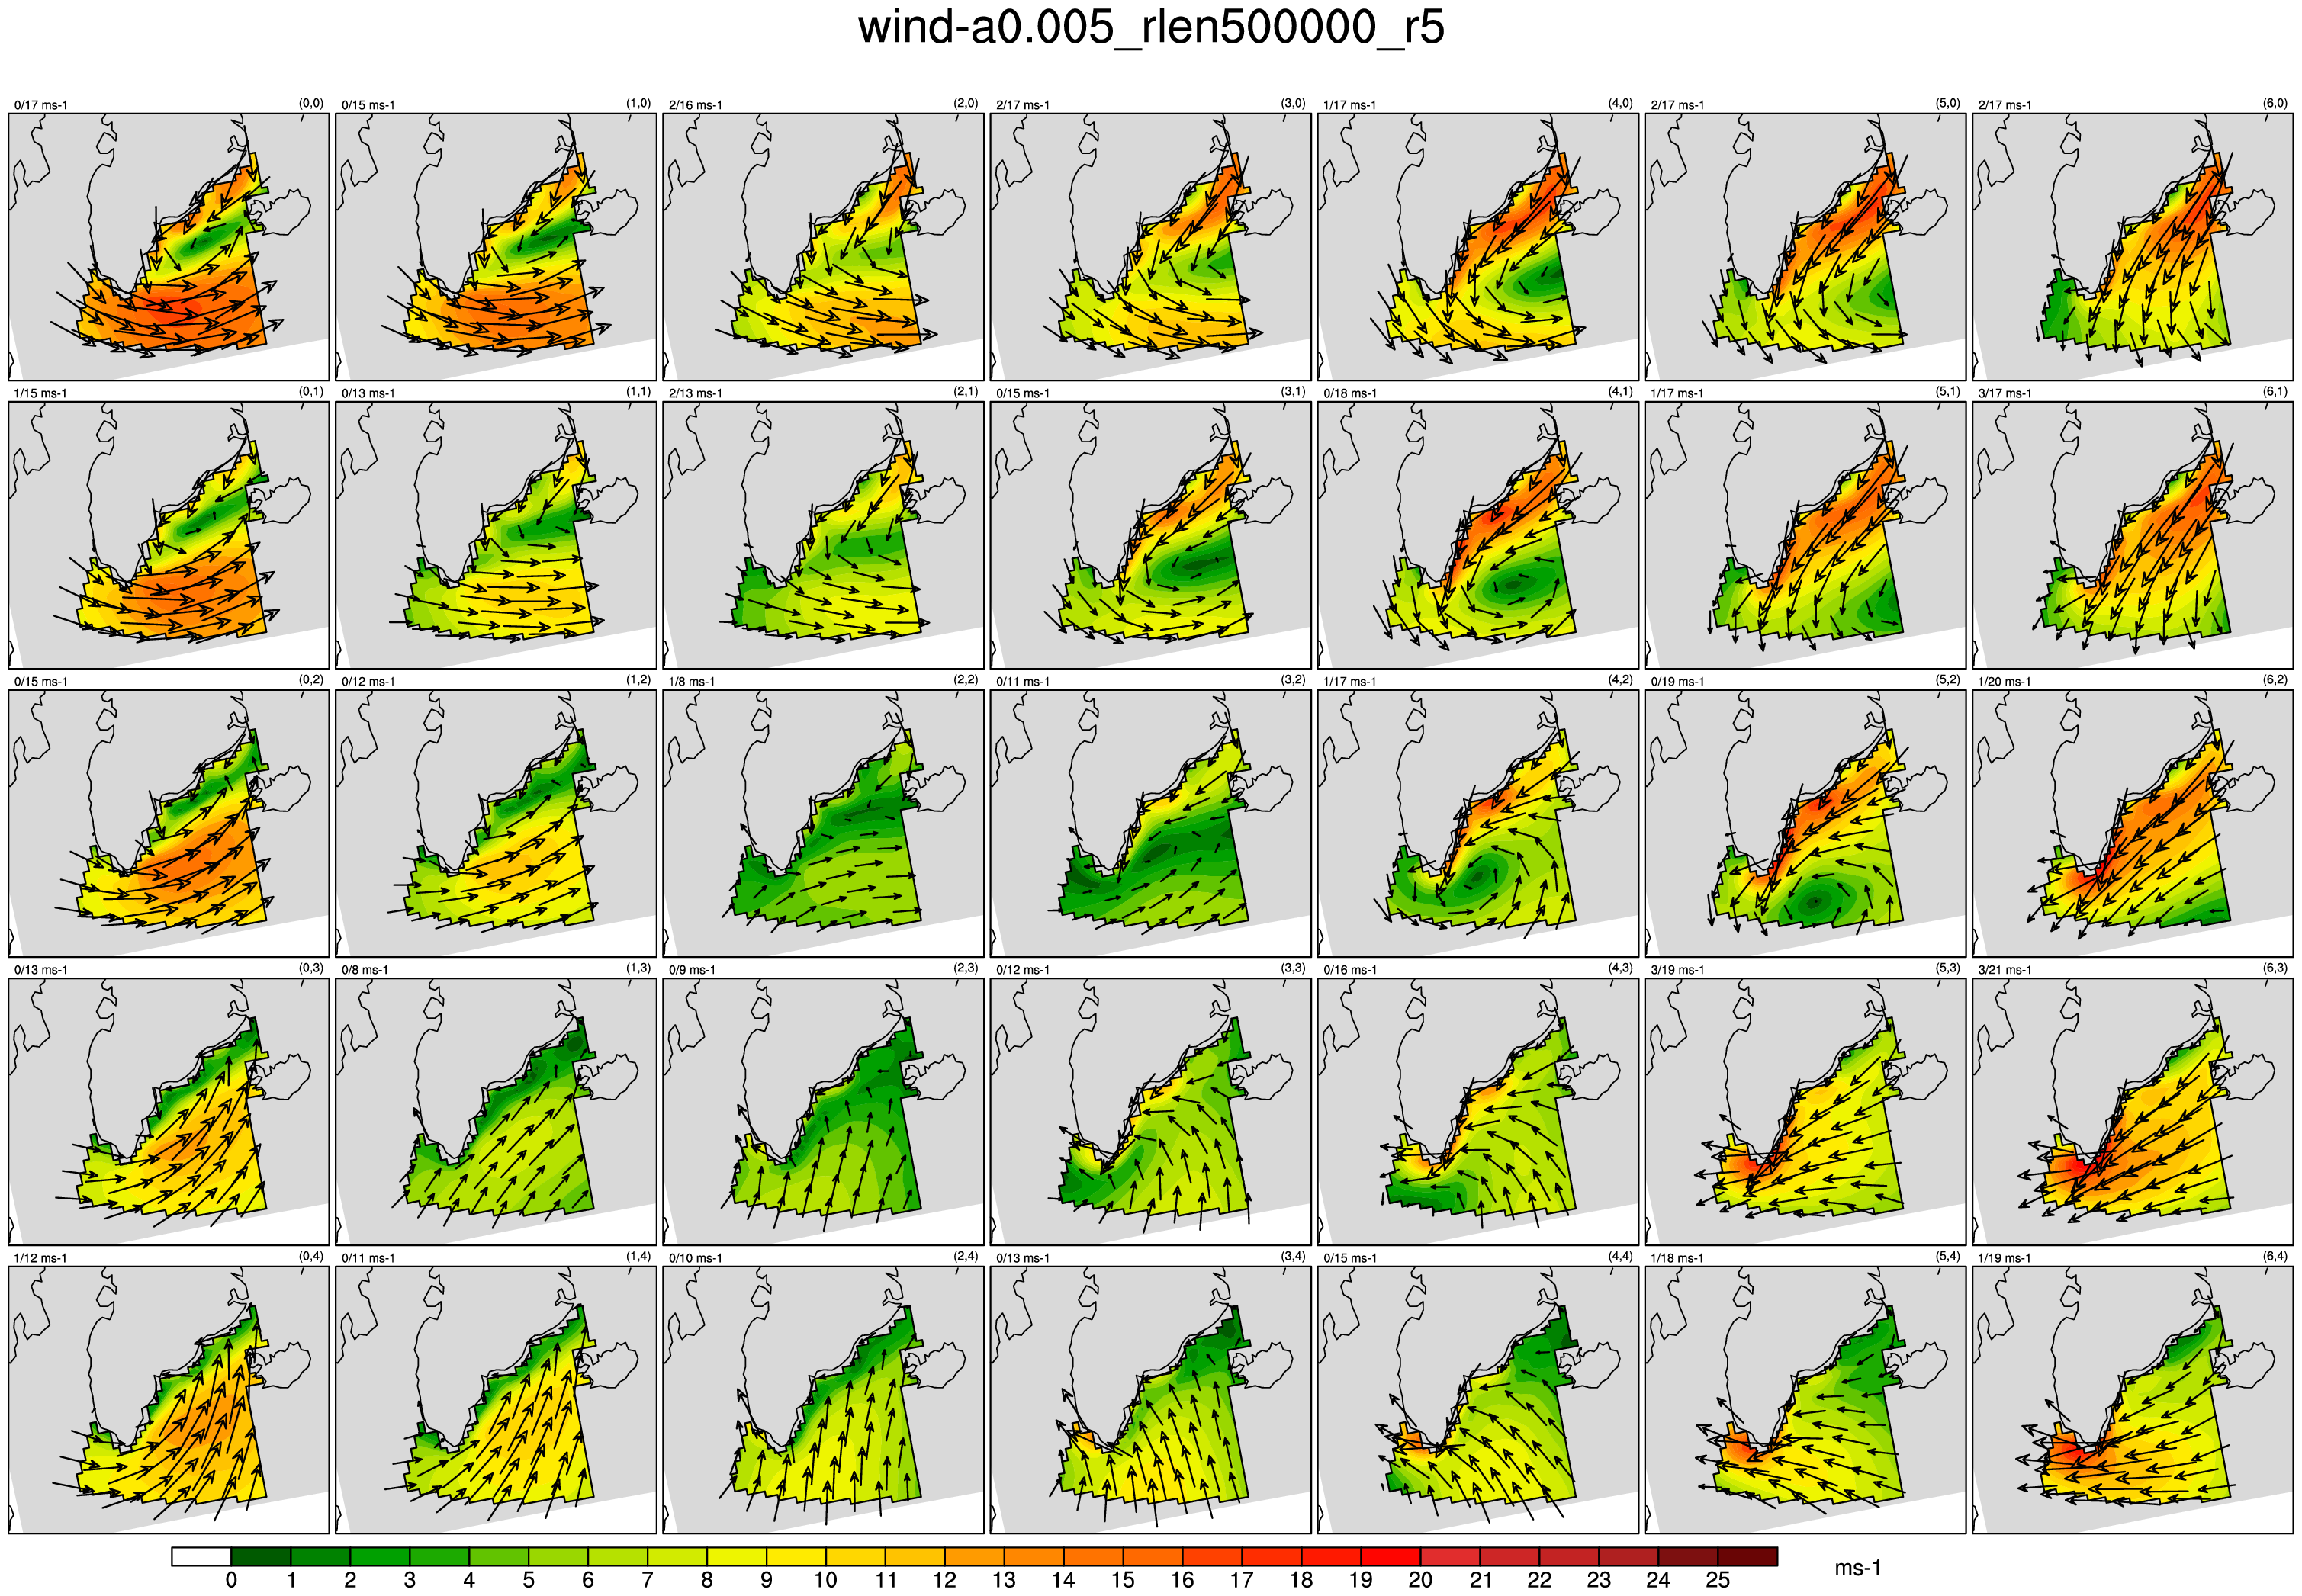 wind-a0.005_rlen500000_r5
0/17 ms-1 (0,0) 0/15 ms-1 (1,0) 2/16 ms-1 (2,0) 2/17 ms-1 (3,0) 1/17 ms-1 (4,0) 2/17 ms-1 (5,0) 2/17 ms-1 (6,0)
1/15 ms-1 (0,1) 0/13 ms-1 (1,1) 2/13 ms-1 (2,1) 0/15 ms-1 (3,1) 0/18 ms-1 (4,1) 1/17 ms-1 (5,1) 3/17 ms-1 (6,1)
0/15 ms-1 (0,2) 0/12 ms-1 (1,2) 1/8 ms-1 (2,2) 0/11 ms-1 (3,2) 1/17 ms-1 (4,2) 0/19 ms-1 (5,2) 1/20 ms-1 (6,2)
0/13 ms-1 (0,3) 0/8 ms-1 (1,3) 0/9 ms-1 (2,3) 0/12 ms-1 (3,3) 0/16 ms-1 (4,3) 3/19 ms-1 (5,3) 3/21 ms-1 (6,3)
1/12 ms-1 (0,4) 0/11 ms-1 (1,4) 0/10 ms-1 (2,4) 0/13 ms-1 (3,4) 0/15 ms-1 (4,4) 1/18 ms-1 (5,4) 1/19 ms-1 (6,4)
0 1 2 3 4 5 6 7 8 9 10 11 12 13 14 15 16 17 18 19 20 21 22 23 24 25 ms-1